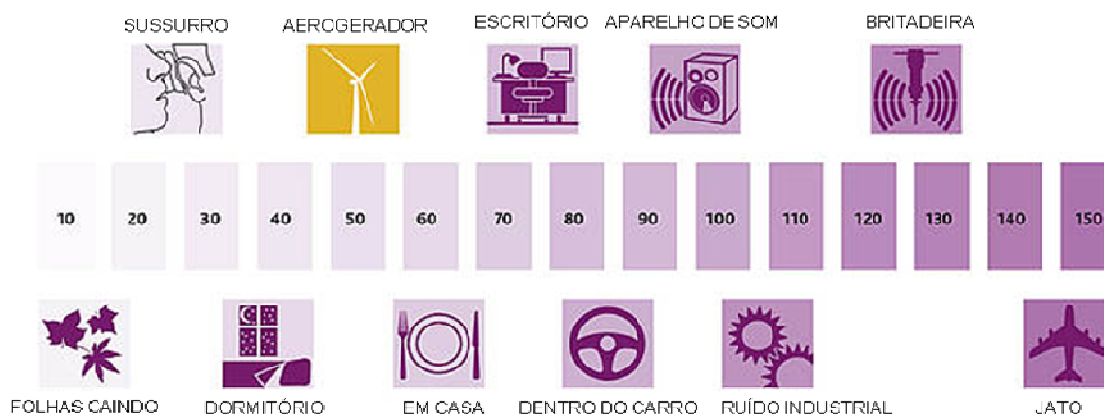 SUSSURRO AEROGERADOR ESCRITÓRIO APARELHO DE SOM BRITADEIRA
10 20 30 40 50 60 70 80 90 100 110 120 130 140 150
FOLHAS CAINDO DORMITÓRIO EM CASA DENTRO DO CARRO RUÍDO INDUSTRIAL JATO